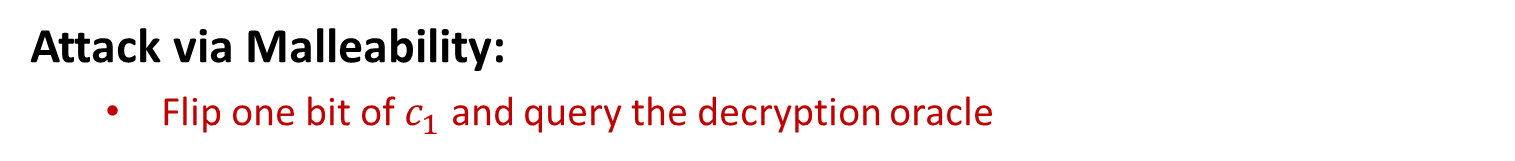 Attack via Malleability:
• Flip one bit of c₁ and query the decryption oracle